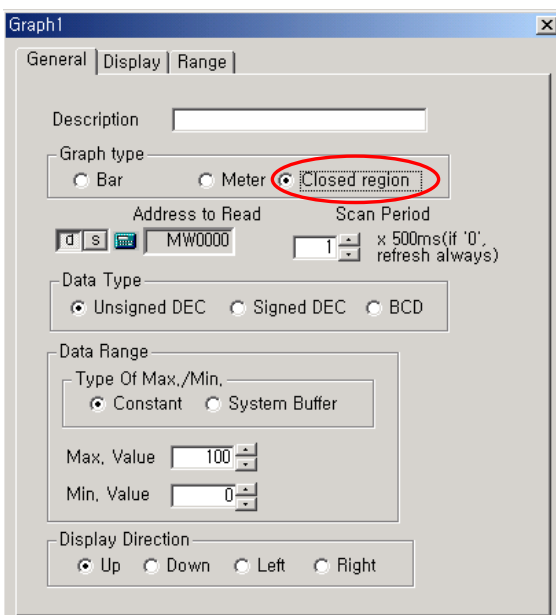 Graph1
General Display Range
Description
Graph type
Bar Meter Closed region
Address to Read Scan Period
d s MW0000 1 x 500ms(if '0',
refresh always)
Data Type
Unsigned DEC Signed DEC BCD
Data Range
Type Of Max,/Min,
Constant System Buffer
Max, Value 100
Min, Value 0
Display Direction
Up Down Left Right